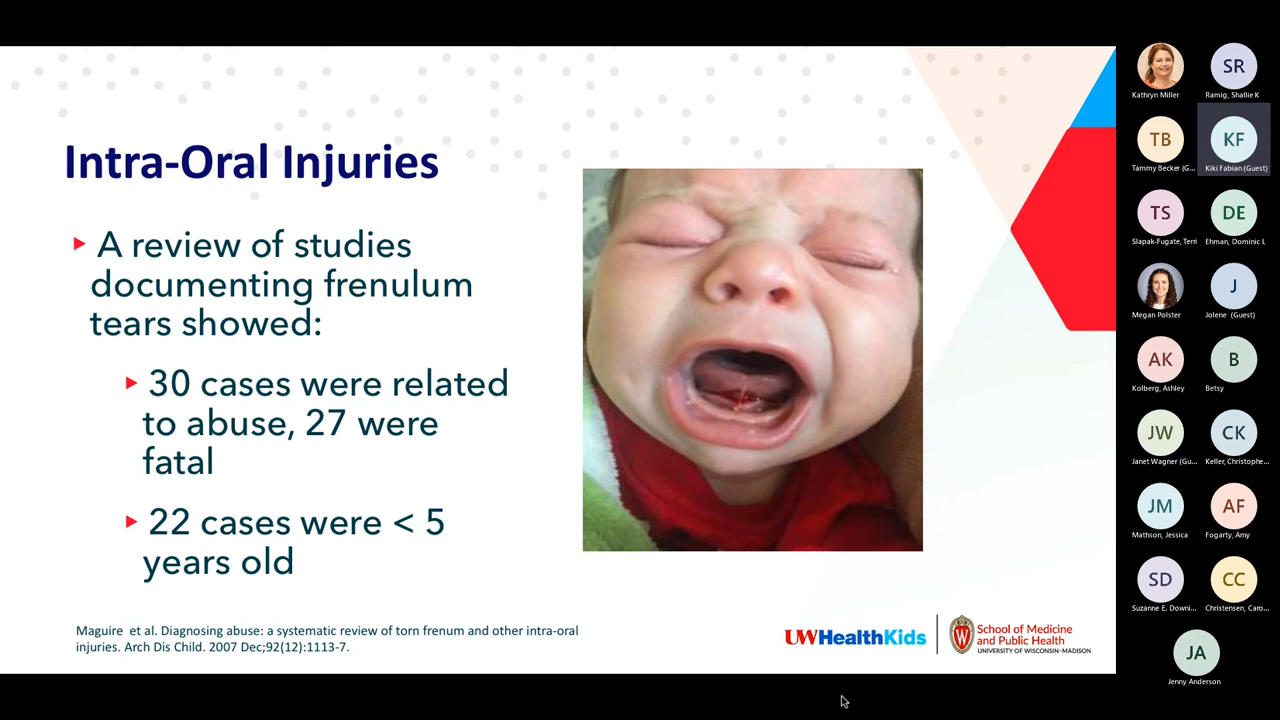 Intra-Oral Injuries
A review of studies
documenting frenulum
tears showed:
30 cases were related
to abuse, 27 were
fatal
22 cases were < 5
years old
Maguire et al. Diagnosing abuse: a systematic review of torn frenum and other intra-oral
injuries. Arch Dis Child. 2007 Dec;92(12):1113-7.
UWHealthKids
W
School of Medicine
and Public Health
UNIVERSITY OF WISCONSIN-MADISON
Kathryn Miller
SR
Ramig, Shallie K
TB
Tammy Becker (G...
KF
Kiki Fabian (Guest)
TS
Slapak-Fugate, Terri
DE
Ehman, Dominic L
Megan Polster
J
Jolene (Guest)
AK
Kolberg, Ashley
B
Betsy
JW
Janet Wagner (Gu...
CK
Keller, Christophe...
JM
Mathson, Jessica
AF
Fogarty, Amy
SD
Suzanne E. Downi...
CC
Christensen, Caro...
JA
Jenny Anderson